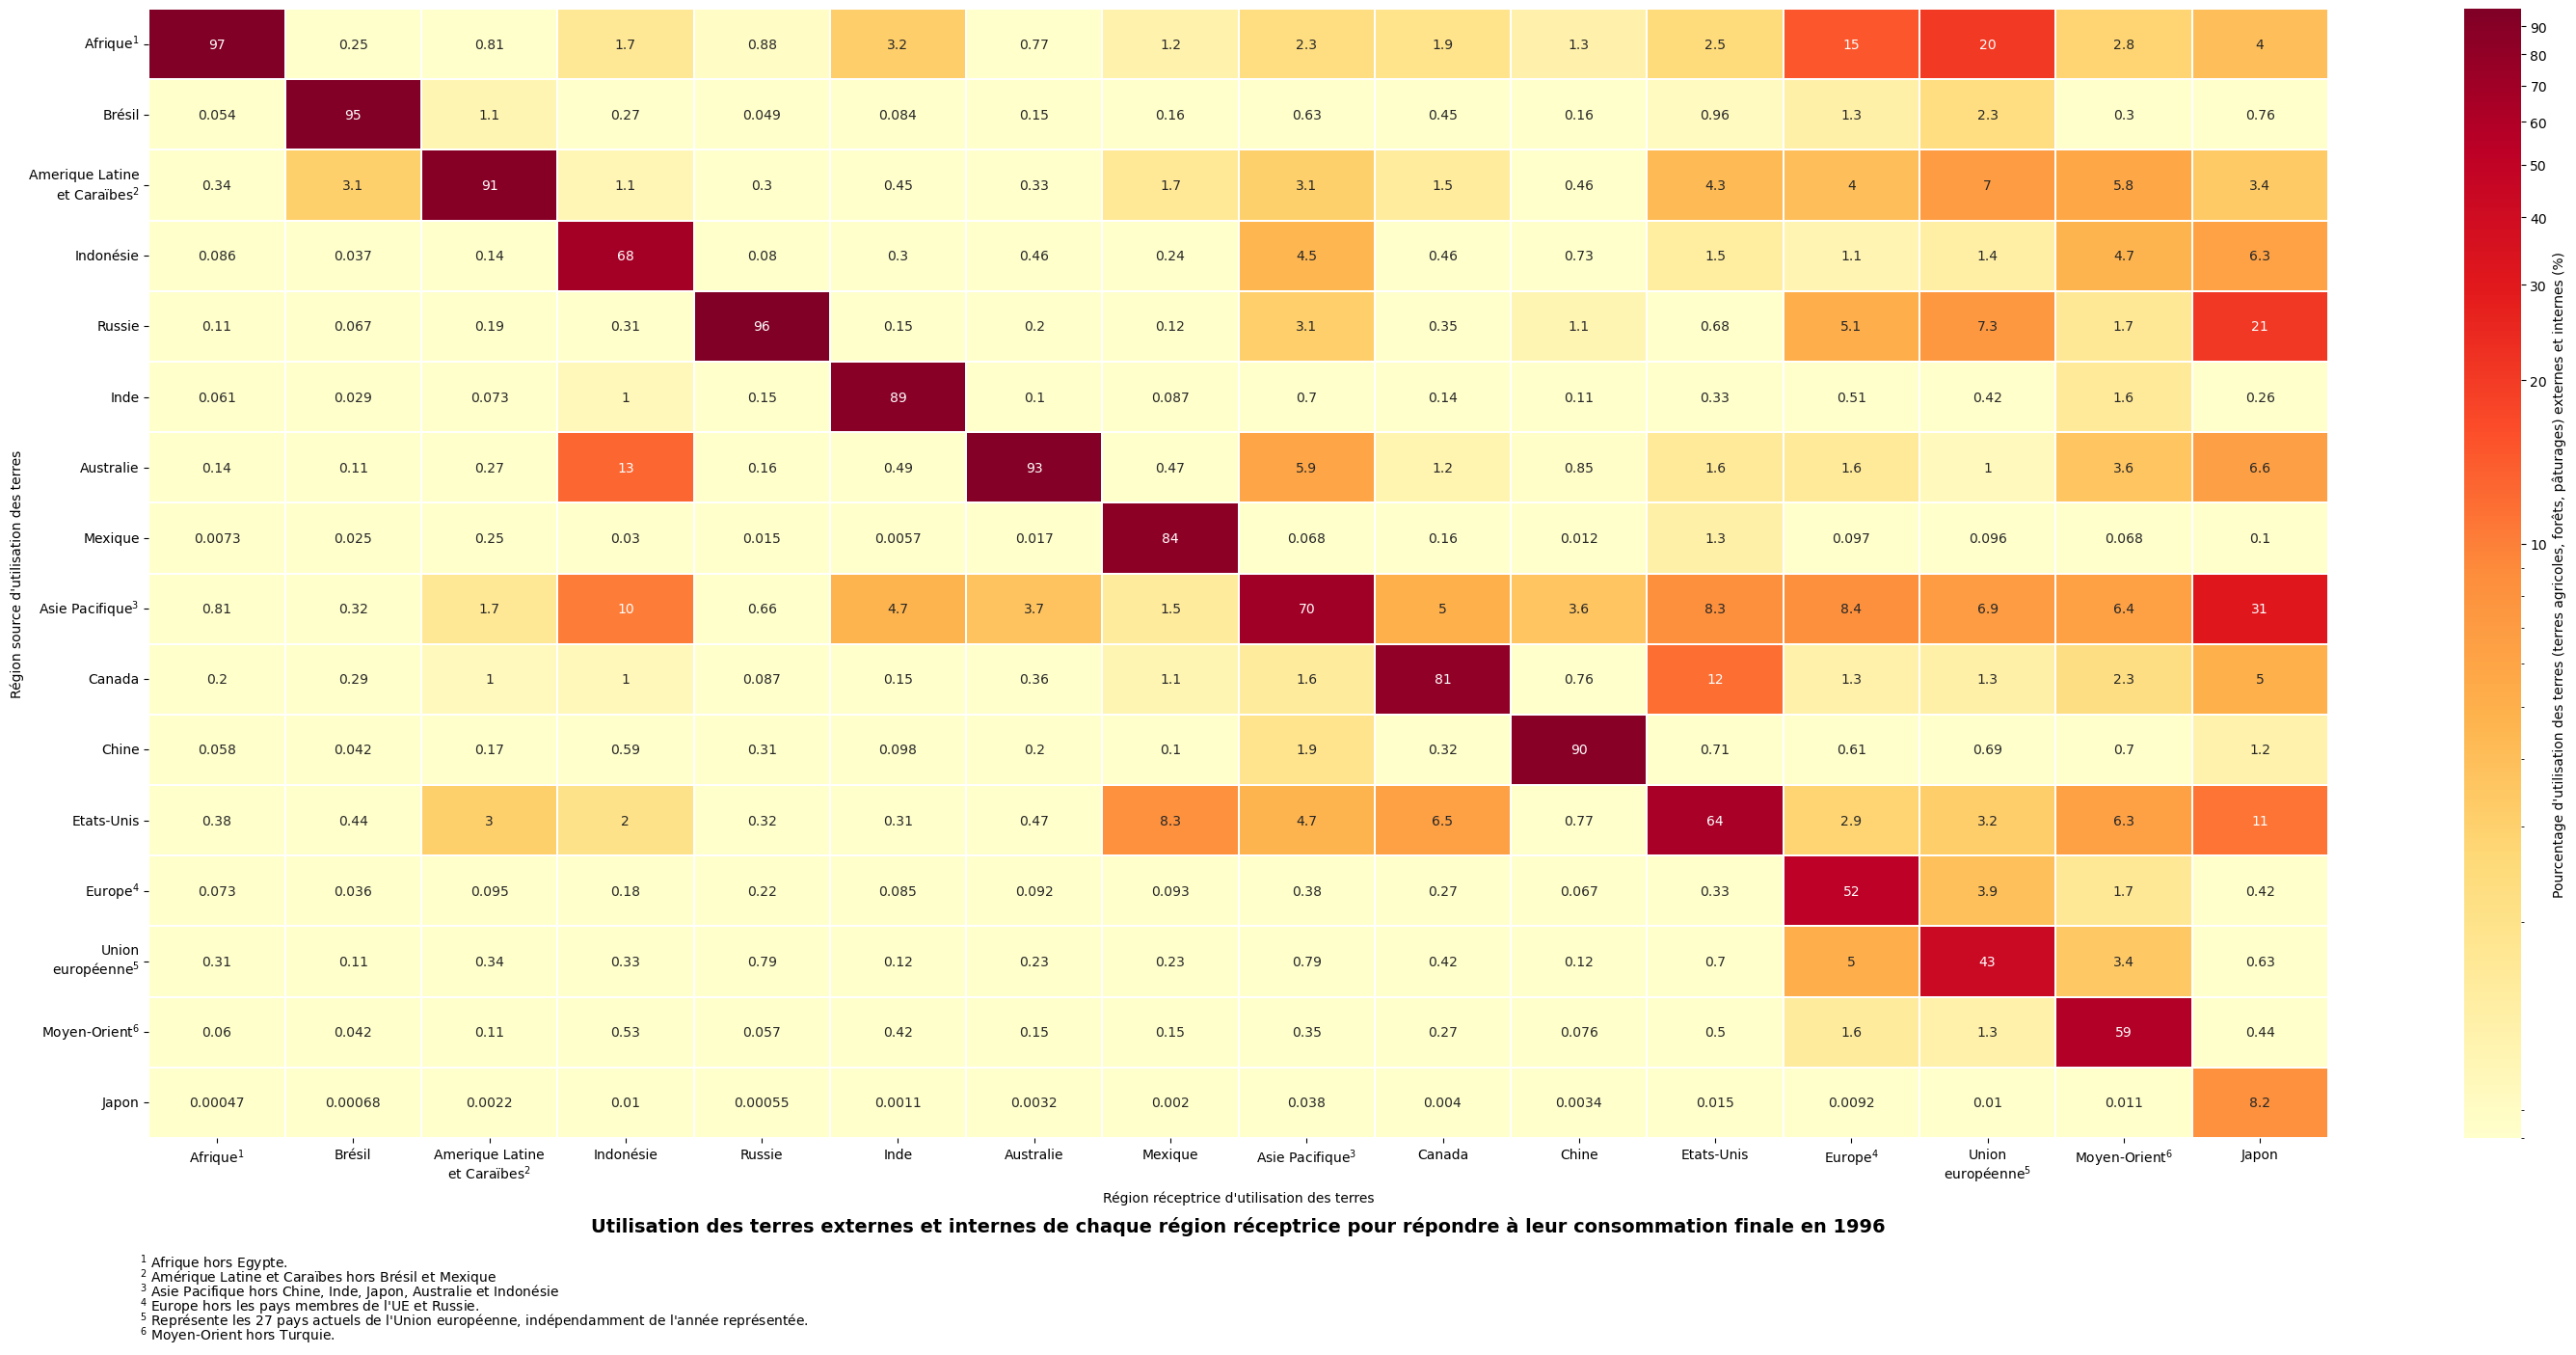 Afrique¹ 97 0.25 0.81 1.7 0.88 3.2 0.77 1.2 2.3 1.9 1.3 2.5 15 20 2.8 4
Brésil 0.054 95 1.1 0.27 0.049 0.084 0.15 0.16 0.63 0.45 0.16 0.96 1.3 2.3 0.3 0.76
Amerique Latine
et Caraïbes² 0.34 3.1 91 1.1 0.3 0.45 0.33 1.7 3.1 1.5 0.46 4.3 4 7 5.8 3.4
Indonésie 0.086 0.037 0.14 68 0.08 0.3 0.46 0.24 4.5 0.46 0.73 1.5 1.1 1.4 4.7 6.3
Russie 0.11 0.067 0.19 0.31 96 0.15 0.2 0.12 3.1 0.35 1.1 0.68 5.1 7.3 1.7 21
Inde 0.061 0.029 0.073 1 0.15 89 0.1 0.087 0.7 0.14 0.11 0.33 0.51 0.42 1.6 0.26
Australie 0.14 0.11 0.27 13 0.16 0.49 93 0.47 5.9 1.2 0.85 1.6 1.6 1 3.6 6.6
Mexique 0.0073 0.025 0.25 0.03 0.015 0.0057 0.017 84 0.068 0.16 0.012 1.3 0.097 0.096 0.068 0.1
Asie Pacifique³ 0.81 0.32 1.7 10 0.66 4.7 3.7 1.5 70 5 3.6 8.3 8.4 6.9 6.4 31
Canada 0.2 0.29 1 1 0.087 0.15 0.36 1.1 1.6 81 0.76 12 1.3 1.3 2.3 5
Chine 0.058 0.042 0.17 0.59 0.31 0.098 0.2 0.1 1.9 0.32 90 0.71 0.61 0.69 0.7 1.2
Etats-Unis 0.38 0.44 3 2 0.32 0.31 0.47 8.3 4.7 6.5 0.77 64 2.9 3.2 6.3 11
Europe⁴ 0.073 0.036 0.095 0.18 0.22 0.085 0.092 0.093 0.38 0.27 0.067 0.33 52 3.9 1.7 0.42
Union
européenne⁵ 0.31 0.11 0.34 0.33 0.79 0.12 0.23 0.23 0.79 0.42 0.12 0.7 5 43 3.4 0.63
Moyen-Orient⁶ 0.06 0.042 0.11 0.53 0.057 0.42 0.15 0.15 0.35 0.27 0.076 0.5 1.6 1.3 59 0.44
Japon 0.00047 0.00068 0.0022 0.01 0.00055 0.0011 0.0032 0.002 0.038 0.004 0.0034 0.015 0.0092 0.01 0.011 8.2
Région source d'utilisation des terres
Afrique¹ Brésil Amerique Latine Indonésie Russie Inde Australie Mexique Asie Pacifique³ Canada Chine Etats-Unis Europe⁴ Union Moyen-Orient⁶ Japon
et Caraïbes² européenne⁵
Région réceptrice d'utilisation des terres
90
80
70
60
50
40
30
20
10
Pourcentage d'utilisation des terres (terres agricoles, forêts, pâturages) externes et internes (%)
Utilisation des terres externes et internes de chaque région réceptrice pour répondre à leur consommation finale en 1996
¹ Afrique hors Egypte.
² Amérique Latine et Caraïbes hors Brésil et Mexique
³ Asie Pacifique hors Chine, Inde, Japon, Australie et Indonésie
⁴ Europe hors les pays membres de l'UE et Russie.
⁵ Représente les 27 pays actuels de l'Union européenne, indépendamment de l'année représentée.
⁶ Moyen-Orient hors Turquie.